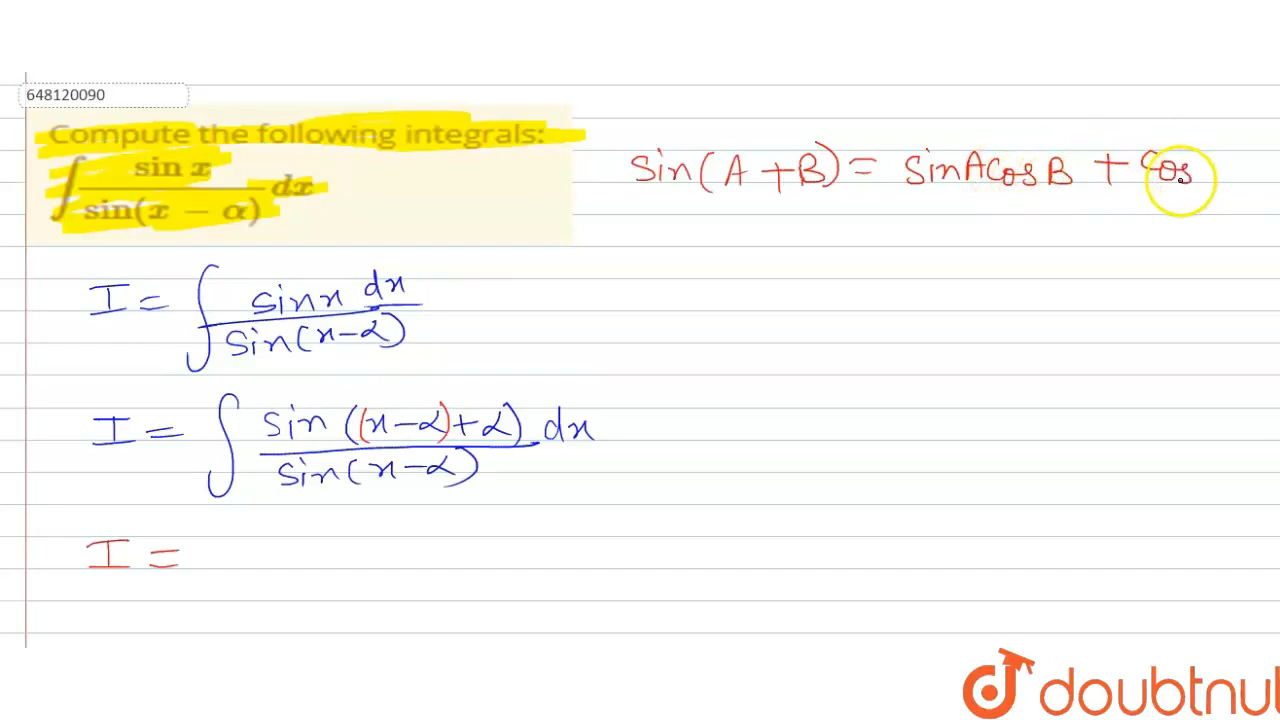 648120090
Compute the following integrals:
∫ sin x / sin(x − α) dx
sin(A+B) = sinAcosB + cos
I = ∫ sinx dx / sin(x−α)
I = ∫ sin((x−α)+α) / sin(x−α) dx
I =
doubtnut